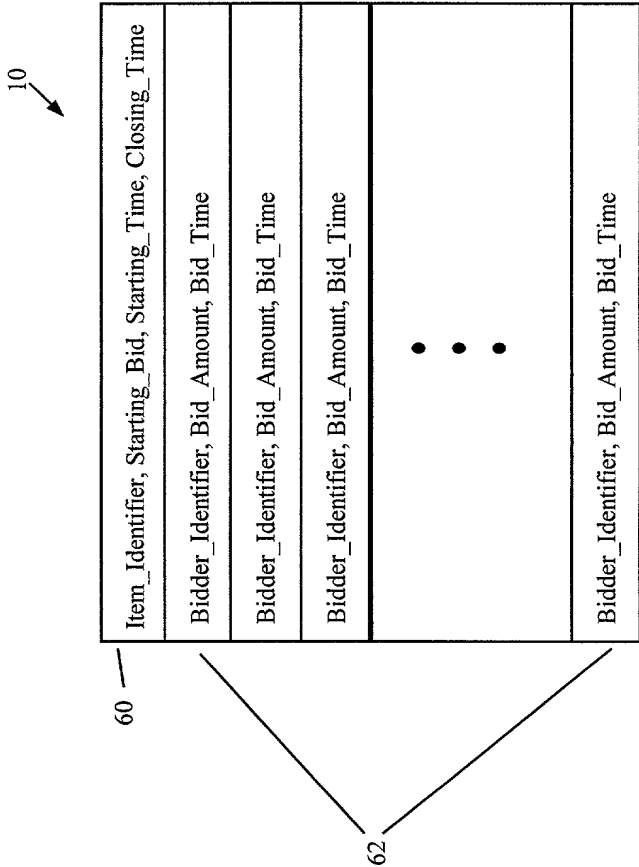 10
60
Item_Identifier, Starting_Bid, Starting_Time, Closing_Time
Bidder_Identifier, Bid_Amount, Bid_Time
Bidder_Identifier, Bid_Amount, Bid_Time
Bidder_Identifier, Bid_Amount, Bid_Time
Bidder_Identifier, Bid_Amount, Bid_Time
62